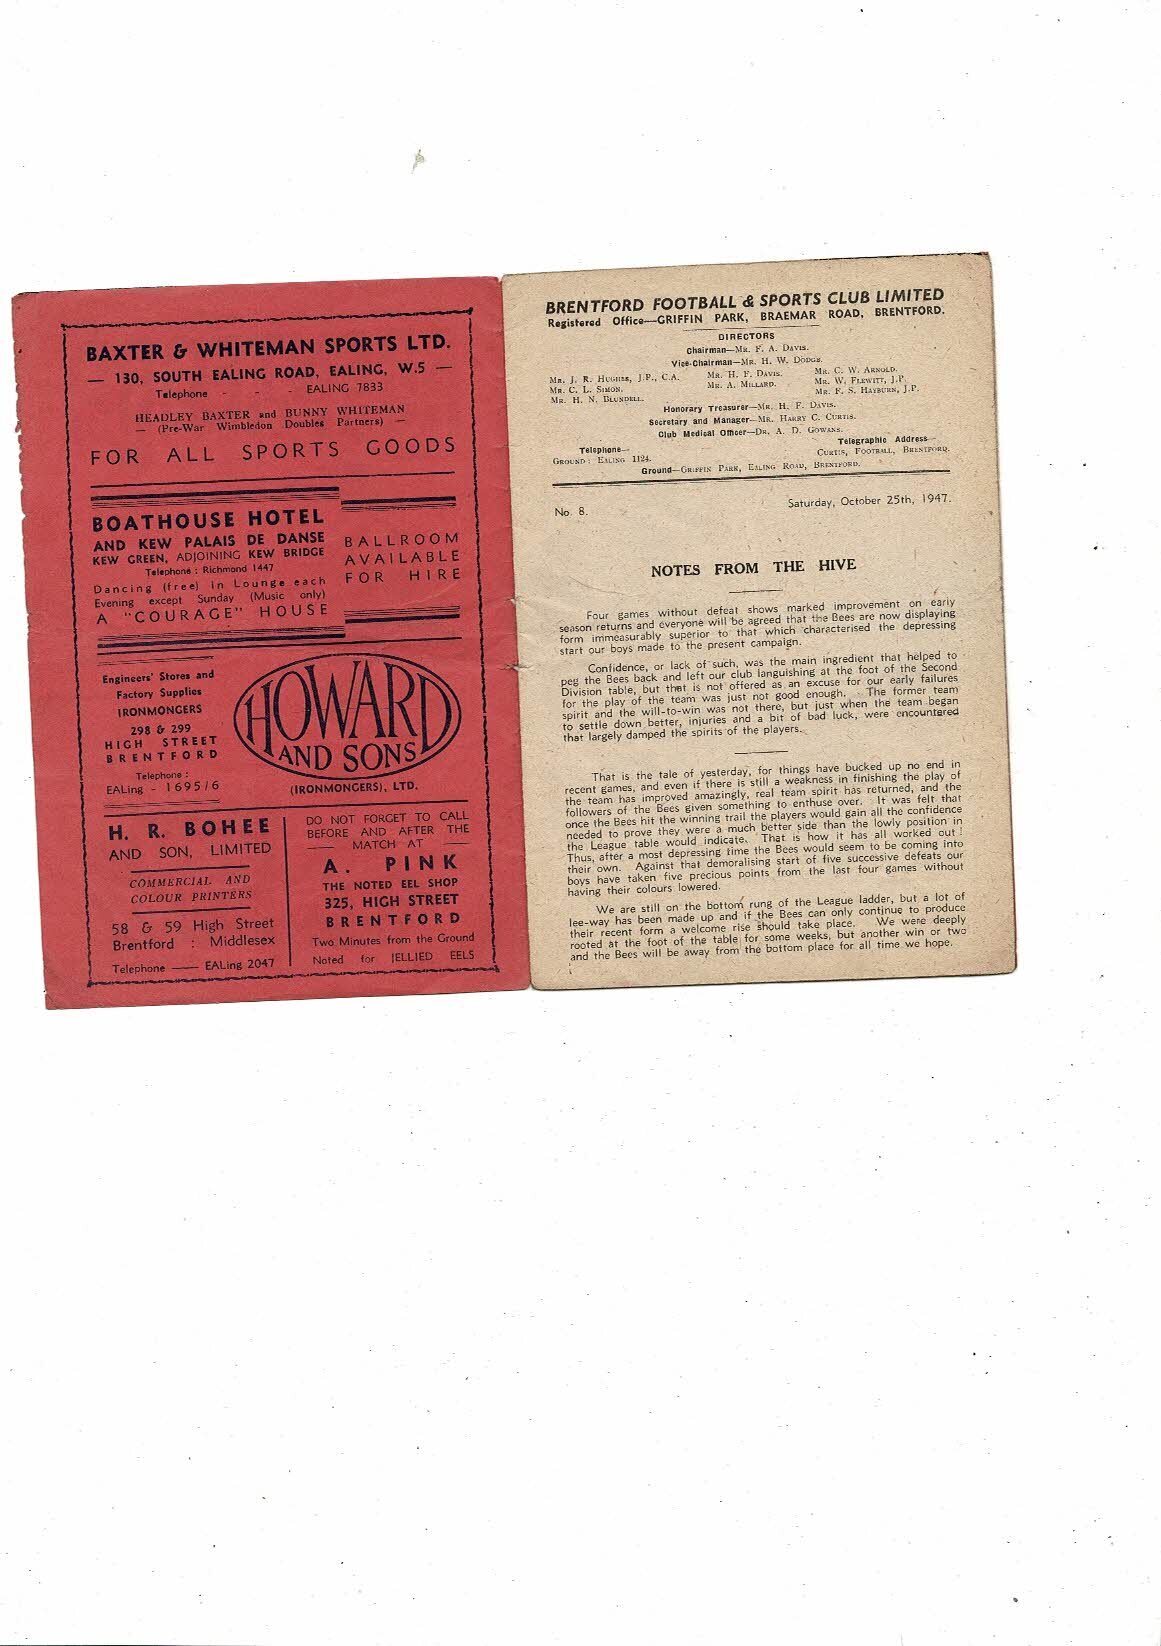 BAXTER & WHITEMAN SPORTS LTD.
— 130, SOUTH EALING ROAD, EALING, W.5 —
Telephone - - - EALING 7833
HEADLEY BAXTER and BUNNY WHITEMAN
— (Pre-War Wimbledon Doubles Partners) —
FOR ALL SPORTS GOODS
BOATHOUSE HOTEL
AND KEW PALAIS DE DANSE
KEW GREEN, ADJOINING KEW BRIDGE
Telephone : Richmond 1447
Dancing (free) in Lounge each
Evening except Sunday (Music only)
A "COURAGE" HOUSE
BALLROOM
AVAILABLE
FOR HIRE
Engineers' Stores and
Factory Supplies
IRONMONGERS
298 & 299
HIGH STREET
BRENTFORD
Telephone :
EALing - 1695/6
HOWARD
AND SONS
(IRONMONGERS), LTD.
H. R. BOHEE
AND SON, LIMITED
COMMERCIAL AND
COLOUR PRINTERS
58 & 59 High Street
Brentford : Middlesex
Telephone —— EALing 2047
DO NOT FORGET TO CALL
BEFORE AND AFTER THE
—— MATCH AT ——
A. PINK
THE NOTED EEL SHOP
325, HIGH STREET
BRENTFORD
Two Minutes from the Ground
Noted for JELLIED EELS
BRENTFORD FOOTBALL & SPORTS CLUB LIMITED
Registered Office—GRIFFIN PARK, BRAEMAR ROAD, BRENTFORD.
DIRECTORS
Chairman—Mr. F. A. Davis.
Vice-Chairman—Mr. H. W. Dodge.
Mr. J. R. Hughes, J.P., C.A. Mr. H. F. Davis. Mr. C. W. Arnold.
Mr. C. L. Simon. Mr. A. Millard. Mr. W. Flewitt, J.P.
Mr. H. N. Blundell. Mr. F. S. Hayburn, J.P.
Honorary Treasurer—Mr. H. F. Davis.
Secretary and Manager—Mr. Harry C. Curtis.
Club Medical Officer—Dr. A. D. Gowans.
Telephone— Telegraphic Address—
Ground : Ealing 1124. Curtis, Football, Brentford.
Ground—Griffin Park, Ealing Road, Brentford.
No. 8. Saturday, October 25th, 1947.
NOTES FROM THE HIVE
Four games without defeat shows marked improvement on early
season returns and everyone will be agreed that the Bees are now displaying
form immeasurably superior to that which characterised the depressing
start our boys made to the present campaign.
Confidence, or lack of such, was the main ingredient that helped to
peg the Bees back and left our club languishing at the foot of the Second
Division table, but that is not offered as an excuse for our early failures
for the play of the team was just not good enough. The former team
spirit and the will-to-win was not there, but just when the team began
to settle down better, injuries and a bit of bad luck, were encountered
that largely damped the spirits of the players.
That is the tale of yesterday, for things have bucked up no end in
recent games, and even if there is still a weakness in finishing the play of
the team has improved amazingly, real team spirit has returned, and the
followers of the Bees given something to enthuse over. It was felt that
once the Bees hit the winning trail the players would gain all the confidence
needed to prove they were a much better side than the lowly position in
the League table would indicate. That is how it has all worked out !
Thus, after a most depressing time the Bees would seem to be coming into
their own. Against that demoralising start of five successive defeats our
boys have taken five precious points from the last four games without
having their colours lowered.
We are still on the bottom rung of the League ladder, but a lot of
lee-way has been made up and if the Bees can only continue to produce
their recent form a welcome rise should take place. We were deeply
rooted at the foot of the table for some weeks, but another win or two
and the Bees will be away from the bottom place for all time we hope.